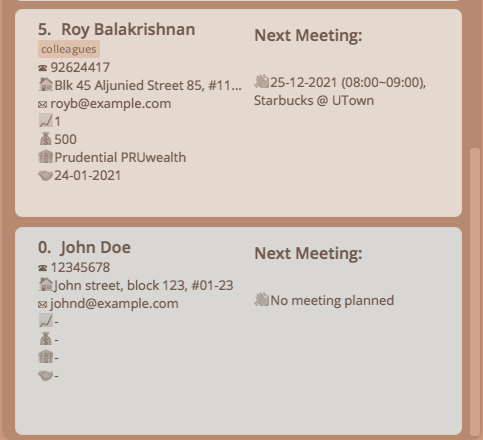 5. Roy Balakrishnan
colleagues
92624417
Blk 45 Aljunied Street 85, #11...
royb@example.com
1
500
Prudential PRUwealth
24-01-2021
Next Meeting:
25-12-2021 (08:00~09:00),
Starbucks @ UTown
0. John Doe
12345678
John street, block 123, #01-23
johnd@example.com
-
-
-
-
Next Meeting:
No meeting planned